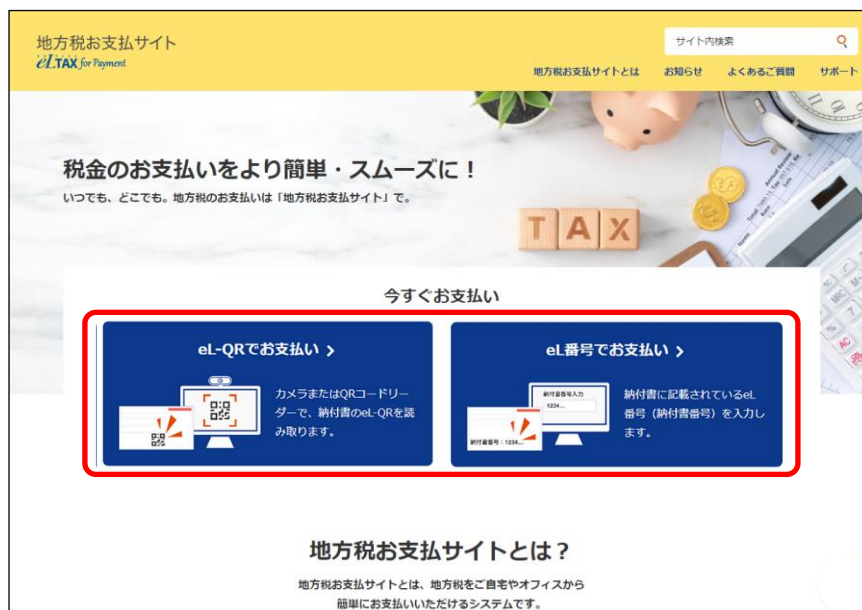 地方税お支払サイト
eLTAX for Payment
サイト内検索
地方税お支払サイトとは お知らせ よくあるご質問 サポート
税金のお支払いをより簡単・スムーズに！
いつでも、どこでも。地方税のお支払いは「地方税お支払サイト」で。
TAX
今すぐお支払い
eL-QRでお支払い
カメラまたはQRコードリー
ダーで、納付書のeL-QRを読
み取ります。
eL番号でお支払い
納付書番号入力
1234...
納付書番号：1234...
納付書に記載されているeL
番号（納付書番号）を入力し
ます。
地方税お支払サイトとは？
地方税お支払サイトとは、地方税をご自宅やオフィスから
簡単にお支払いいただけるシステムです。